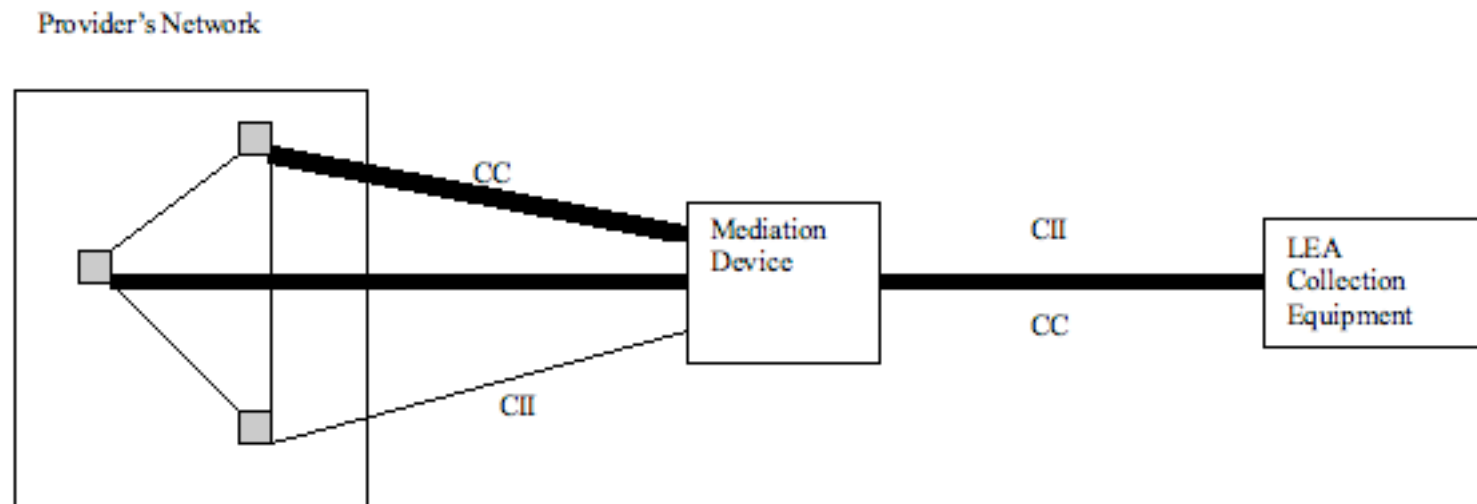 Provider’s Network
CC
Mediation
Device
CII
CII
CC
LEA
Collection
Equipment